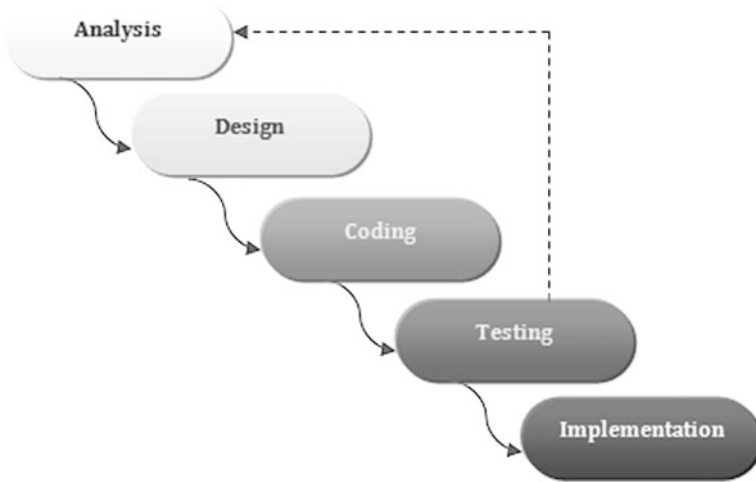 Analysis
Design
Coding
Testing
Implementation